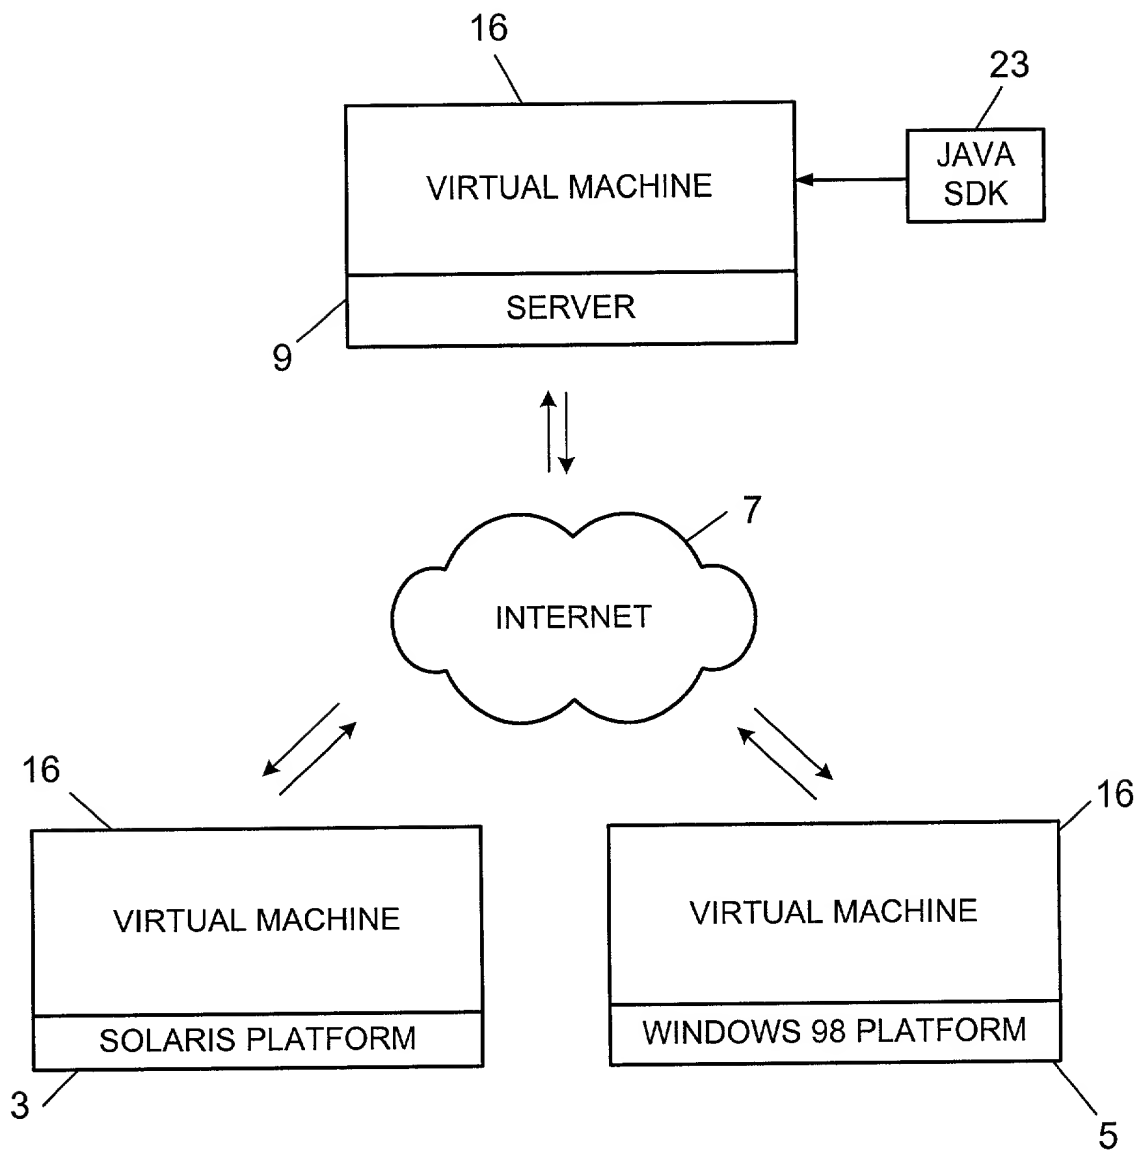 16
23
JAVA
SDK
VIRTUAL MACHINE
SERVER
9
7
INTERNET
16
16
VIRTUAL MACHINE
VIRTUAL MACHINE
SOLARIS PLATFORM
WINDOWS 98 PLATFORM
3
5